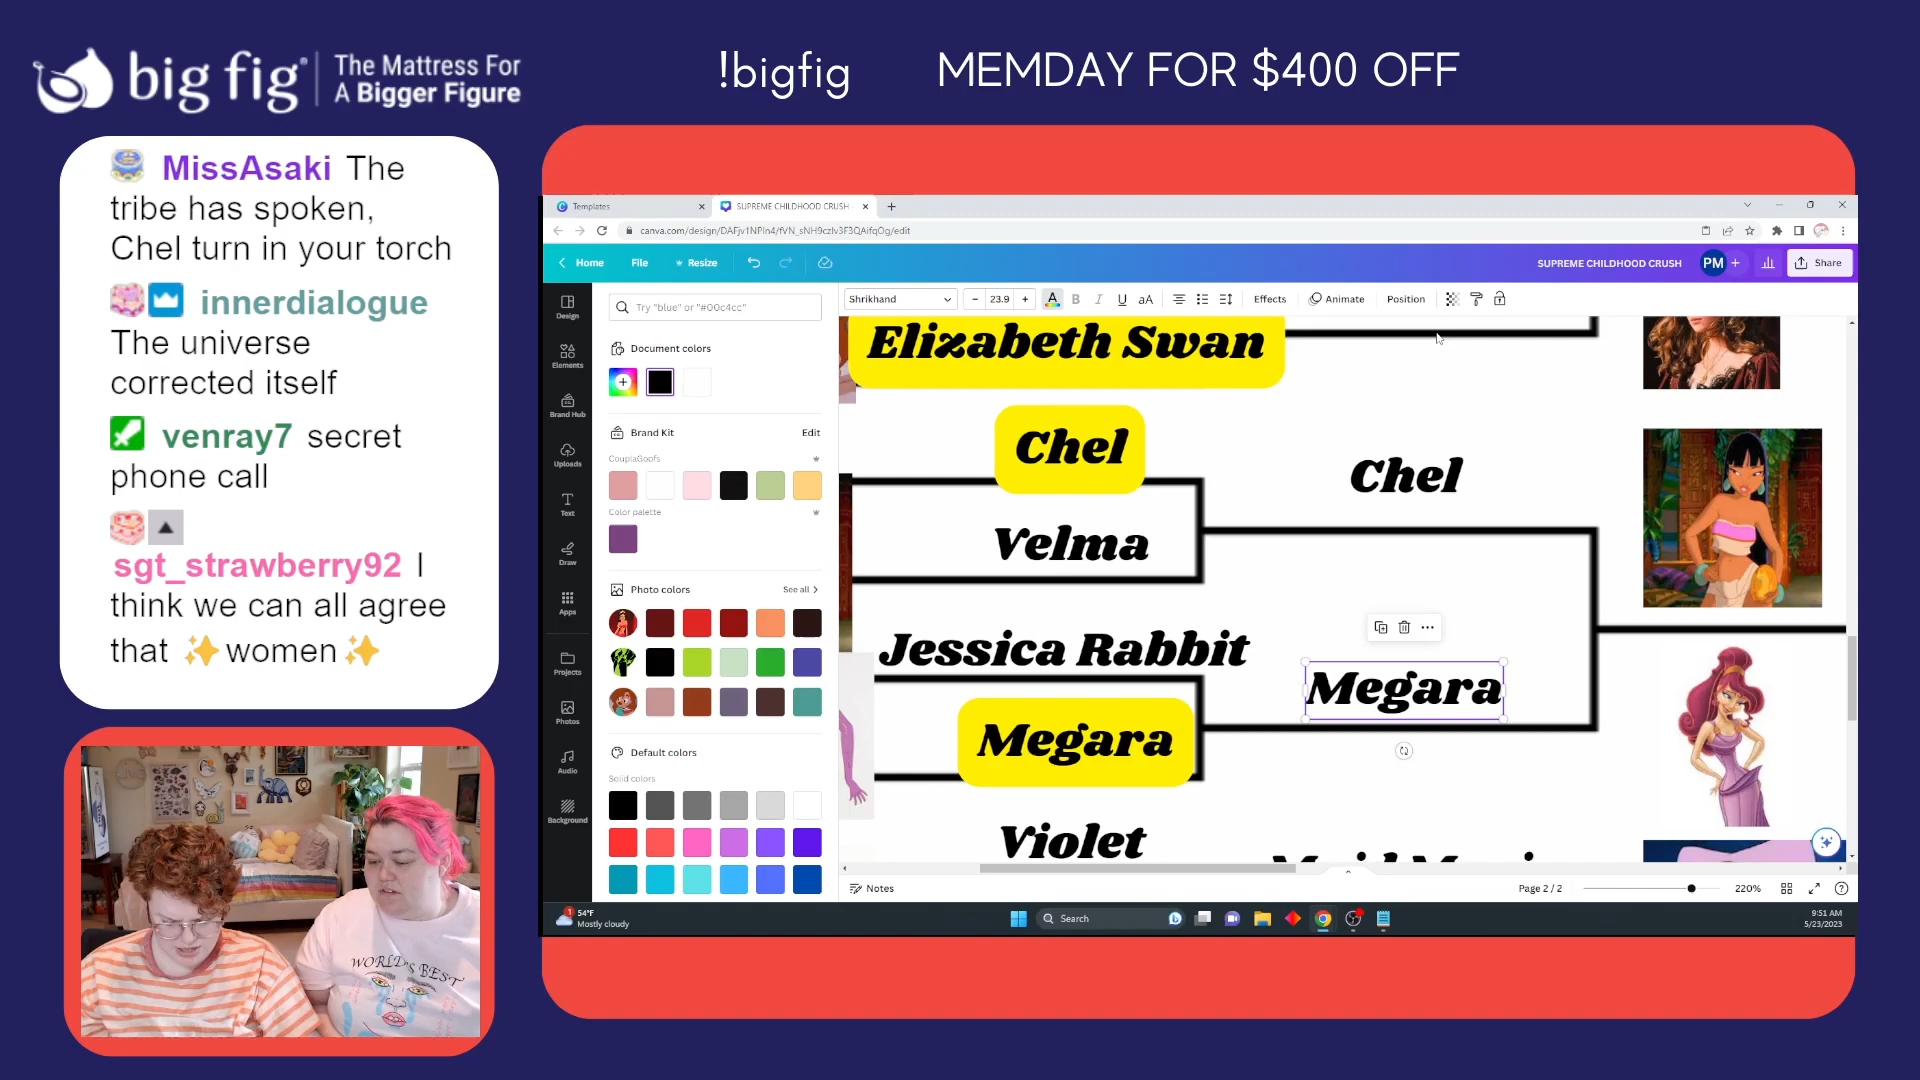 big fig
The Mattress For
A Bigger Figure
!bigfig
MEMDAY FOR $400 OFF
MissAsaki The
tribe has spoken,
Chel turn in your torch
innerdialogue
The universe
corrected itself
venray7 secret
phone call
sgt_strawberry92 I
think we can all agree
that ✨women✨
WORLD'S BEST
Templates
SUPREME CHILDHOOD CRUSH
Home
File
Resize
SUPREME CHILDHOOD CRUSH
PM
Share
Design
Elements
Brand Hub
Uploads
Text
Draw
Apps
Projects
Photos
Audio
Background
Try "blue" or "#00c4cc"
Document colors
Brand Kit
Edit
CouplaGoofs
Color palette
Photo colors
See all
Default colors
Solid colors
Shrikhand
23.9
A
B
I
U
aA
Effects
Animate
Position
Elizabeth Swan
Chel
Velma
Jessica Rabbit
Megara
Violet
Chel
Megara
Notes
Page 2 / 2
220%
1
54°F
Mostly cloudy
Search
9:51 AM
5/23/2023